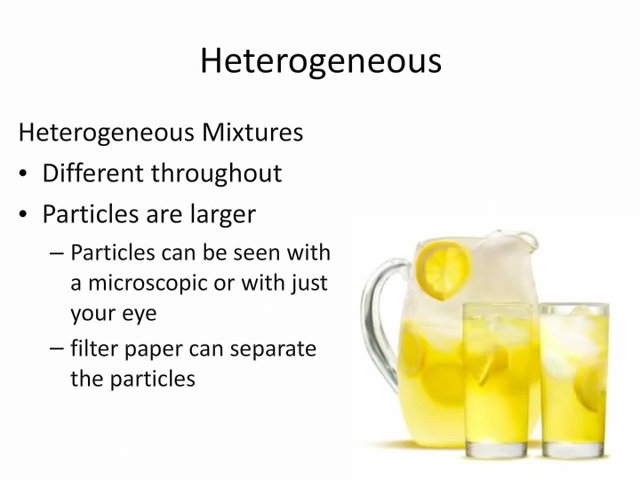 Heterogeneous
Heterogeneous Mixtures
• Different throughout
• Particles are larger
– Particles can be seen with
a microscopic or with just
your eye
– filter paper can separate
the particles